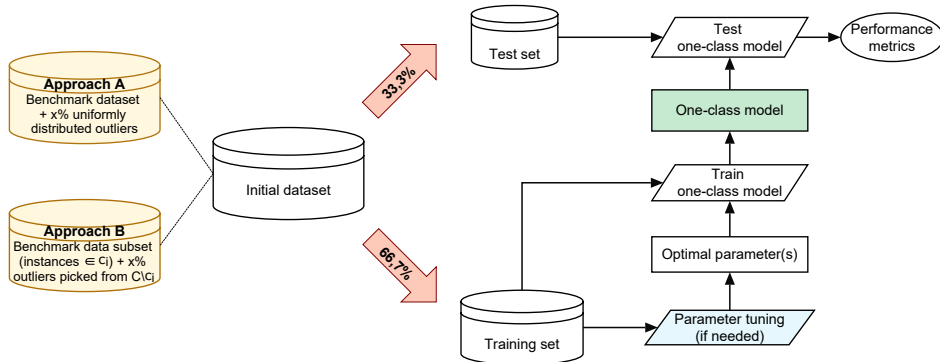 Approach A
Benchmark dataset
+ x% uniformly
distributed outliers
Approach B
Benchmark data subset
(instances ∈ cᵢ) + x%
outliers picked from C\cᵢ
Initial dataset
33,3%
66,7%
Test set
Test
one-class model
Performance
metrics
One-class model
Train
one-class model
Optimal parameter(s)
Training set
Parameter tuning
(if needed)